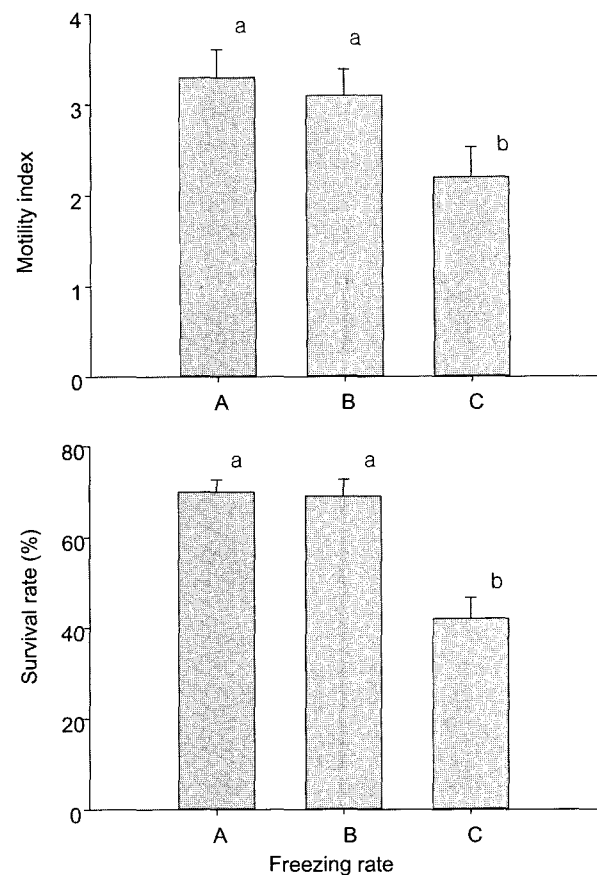 4
3
2
1
0
Motility index
a
a
b
A B C
80
60
40
20
0
Survival rate (%)
a
a
b
A B C
Freezing rate